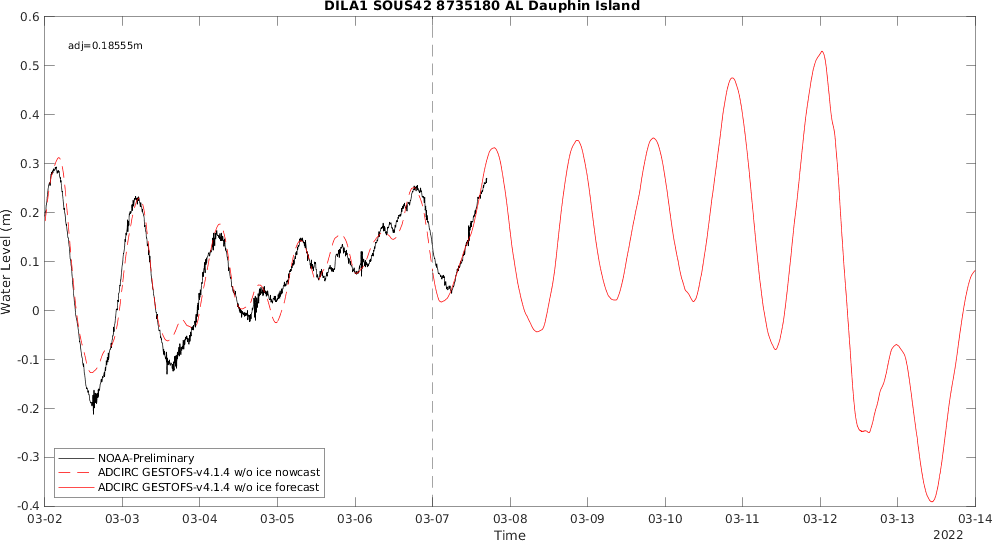 DILA1 SOUS42 8735180 AL Dauphin Island
adj=0.18555m
0.6
0.5
0.4
0.3
0.2
0.1
0
-0.1
-0.2
-0.3
-0.4
Water Level (m)
NOAA-Preliminary
ADCIRC GESTOFS-v4.1.4 w/o ice nowcast
ADCIRC GESTOFS-v4.1.4 w/o ice forecast
03-02 03-03 03-04 03-05 03-06 03-07 03-08 03-09 03-10 03-11 03-12 03-13 03-14
Time
2022